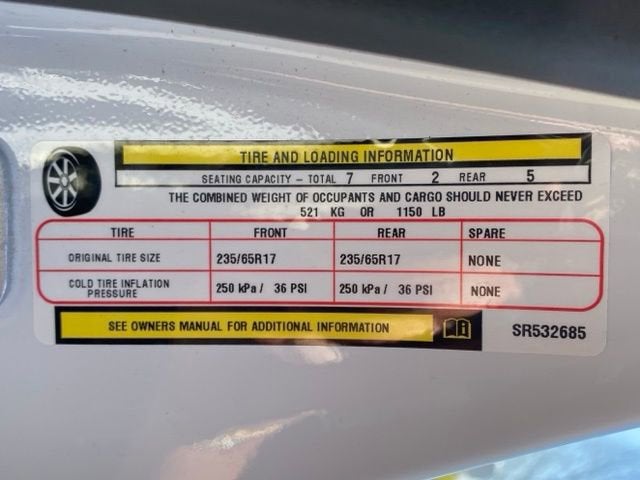 TIRE AND LOADING INFORMATION
SEATING CAPACITY - TOTAL 7 FRONT 2 REAR 5
THE COMBINED WEIGHT OF OCCUPANTS AND CARGO SHOULD NEVER EXCEED
521 KG OR 1150 LB
TIRE FRONT REAR SPARE
ORIGINAL TIRE SIZE 235/65R17 235/65R17 NONE
COLD TIRE INFLATION PRESSURE 250 kPa / 36 PSI 250 kPa / 36 PSI NONE
SEE OWNERS MANUAL FOR ADDITIONAL INFORMATION SR532685